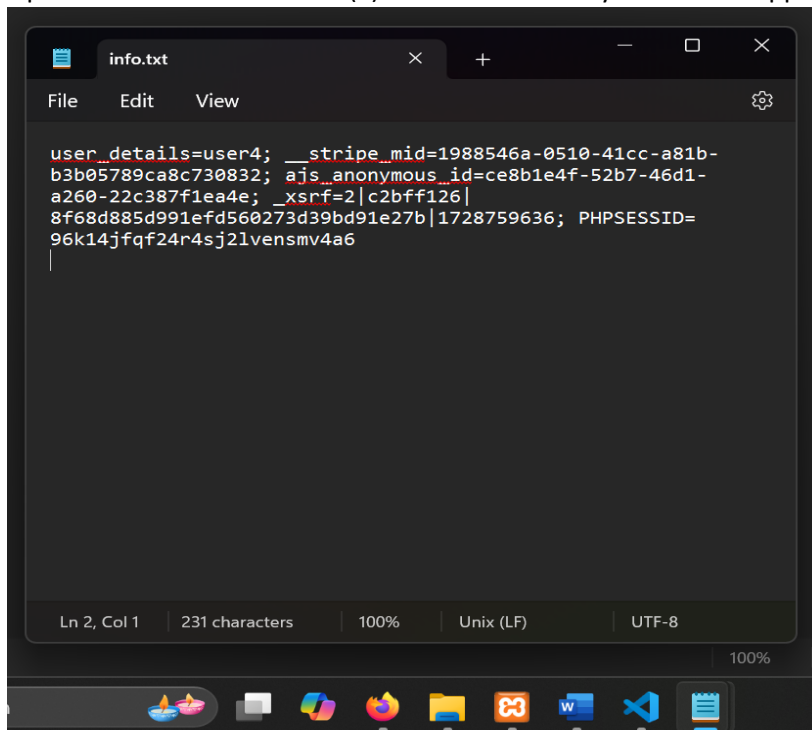 info.txt
File Edit View
user_details=user4; __stripe_mid=1988546a-0510-41cc-a81b-
b3b05789ca8c730832; ajs_anonymous_id=ce8b1e4f-52b7-46d1-
a260-22c387f1ea4e; _xsrf=2|c2bff126|
8f68d885d991efd560273d39bd91e27b|1728759636; PHPSESSID=
96k14jfqf24r4sj2lvensmv4a6
Ln 2, Col 1 231 characters 100% Unix (LF) UTF-8
100%